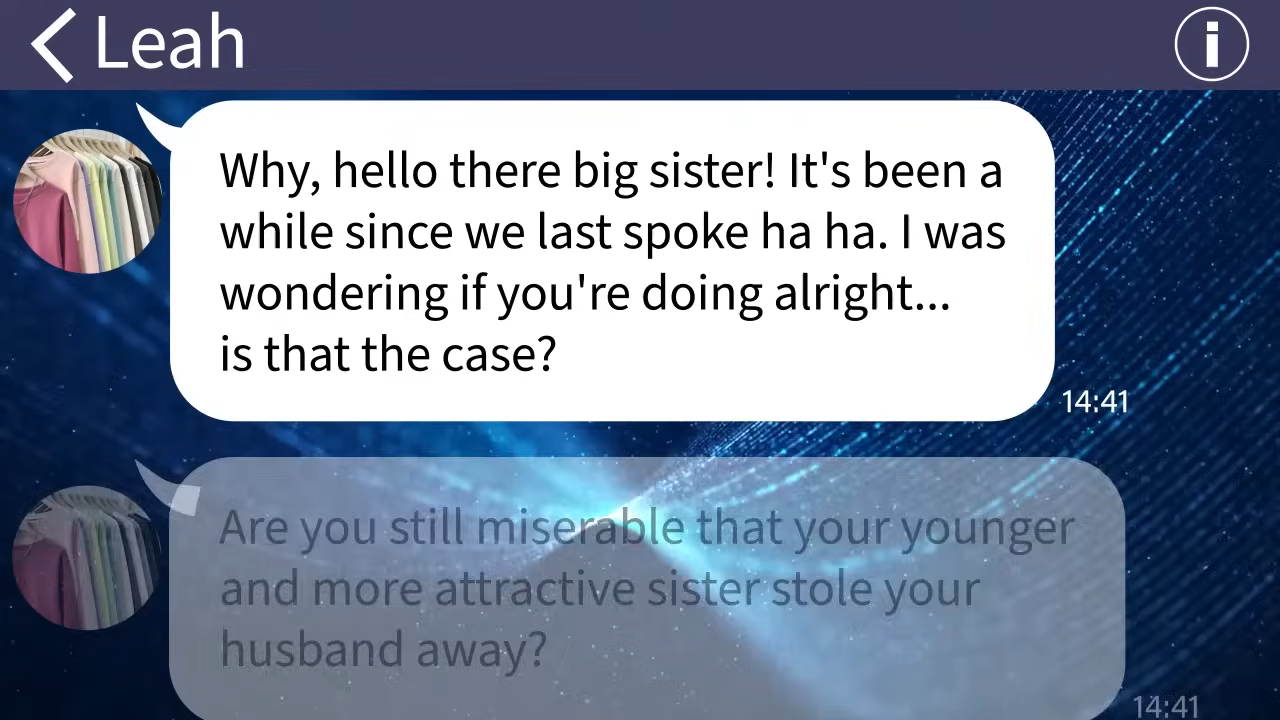 Leah
Why, hello there big sister! It's been a
while since we last spoke ha ha. I was
wondering if you're doing alright...
is that the case?
14:41
Are you still miserable that your younger
and more attractive sister stole your
husband away?
14:41